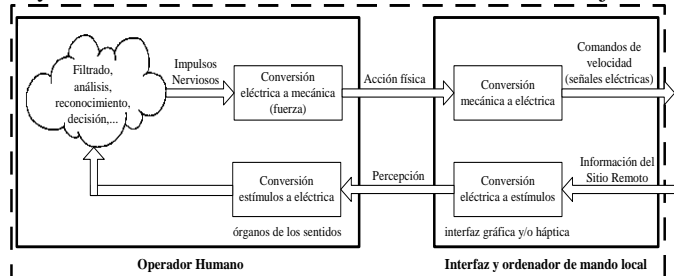 Filtrado,
análisis,
reconocimiento,
decisión,...
Impulsos
Nerviosos
Conversión
eléctrica a mecánica
(fuerza)
Acción física
Conversión
mecánica a eléctrica
Comandos de
velocidad
(señales eléctricas)
Conversión
estímulos a eléctrica
Percepción
Conversión
eléctrica a estímulos
Información del
Sitio Remoto
órganos de los sentidos
interfaz gráfica y/o háptica
Operador Humano
Interfaz y ordenador de mando local